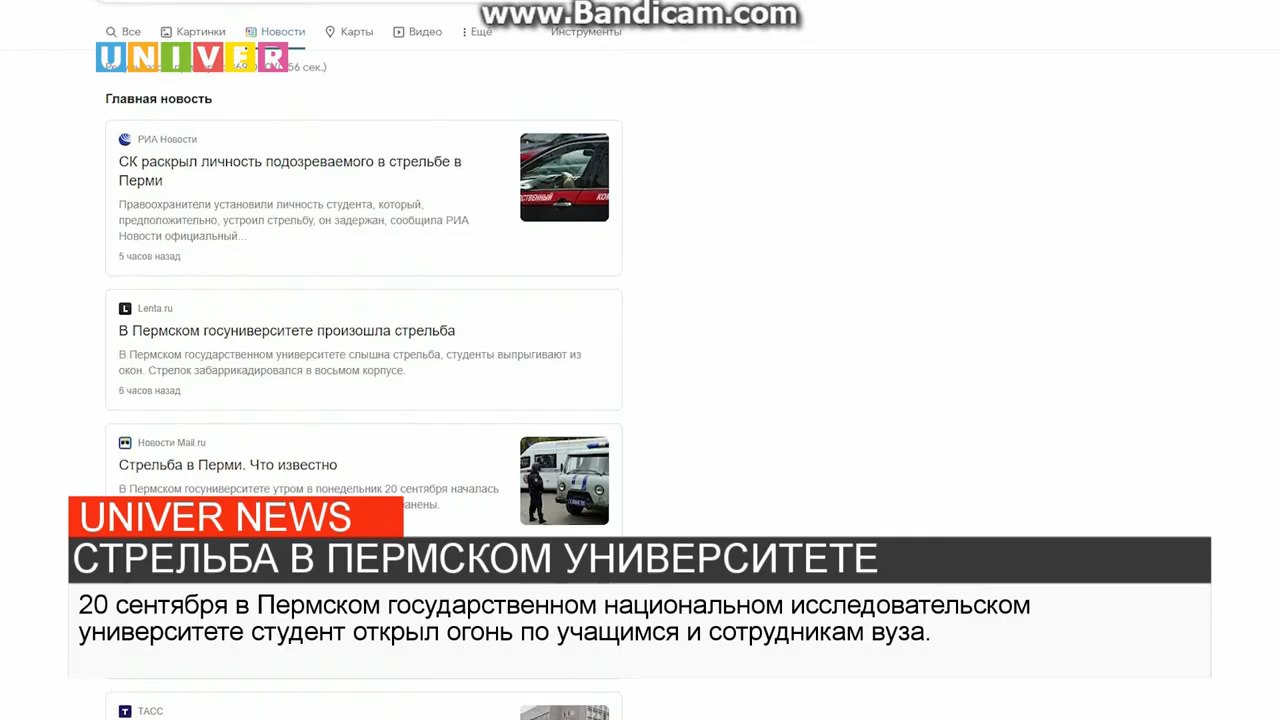 www.Bandicam.com
Все Картинки Новости Карты Видео Ещё Инструменты
UNIVER
56 сек.)
Главная новость
РИА Новости
СК раскрыл личность подозреваемого в стрельбе в
Перми
Правоохранители установили личность студента, который,
предположительно, устроил стрельбу, он задержан, сообщила РИА
Новости официальный...
5 часов назад
Lenta.ru
В Пермском госуниверситете произошла стрельба
В Пермском государственном университете слышна стрельба, студенты выпрыгивают из
окон. Стрелок забаррикадировался в восьмом корпусе.
6 часов назад
Новости Mail.ru
Стрельба в Перми. Что известно
В Пермском госуниверситете утром в понедельник 20 сентября началась
UNIVER NEWS
СТРЕЛЬБА В ПЕРМСКОМ УНИВЕРСИТЕТЕ
20 сентября в Пермском государственном национальном исследовательском
университете студент открыл огонь по учащимся и сотрудникам вуза.
ТАСС